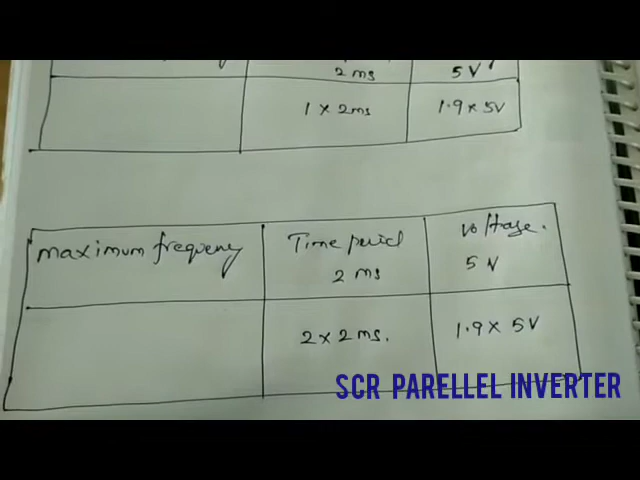 2 ms
5 V
1 x 2ms
1.9 x 5V
maximum frequency
Time period
2 ms
voltage.
5 V
2 x 2 ms.
1.9 x 5V
SCR PARELLEL INVERTER